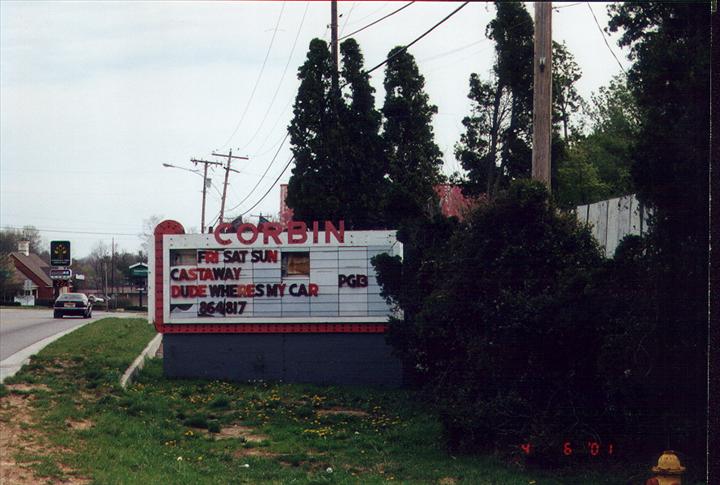 CORBIN
FRI SAT SUN
CASTAWAY
PG13
DUDE WHERES MY CAR
864817
4 6 '01